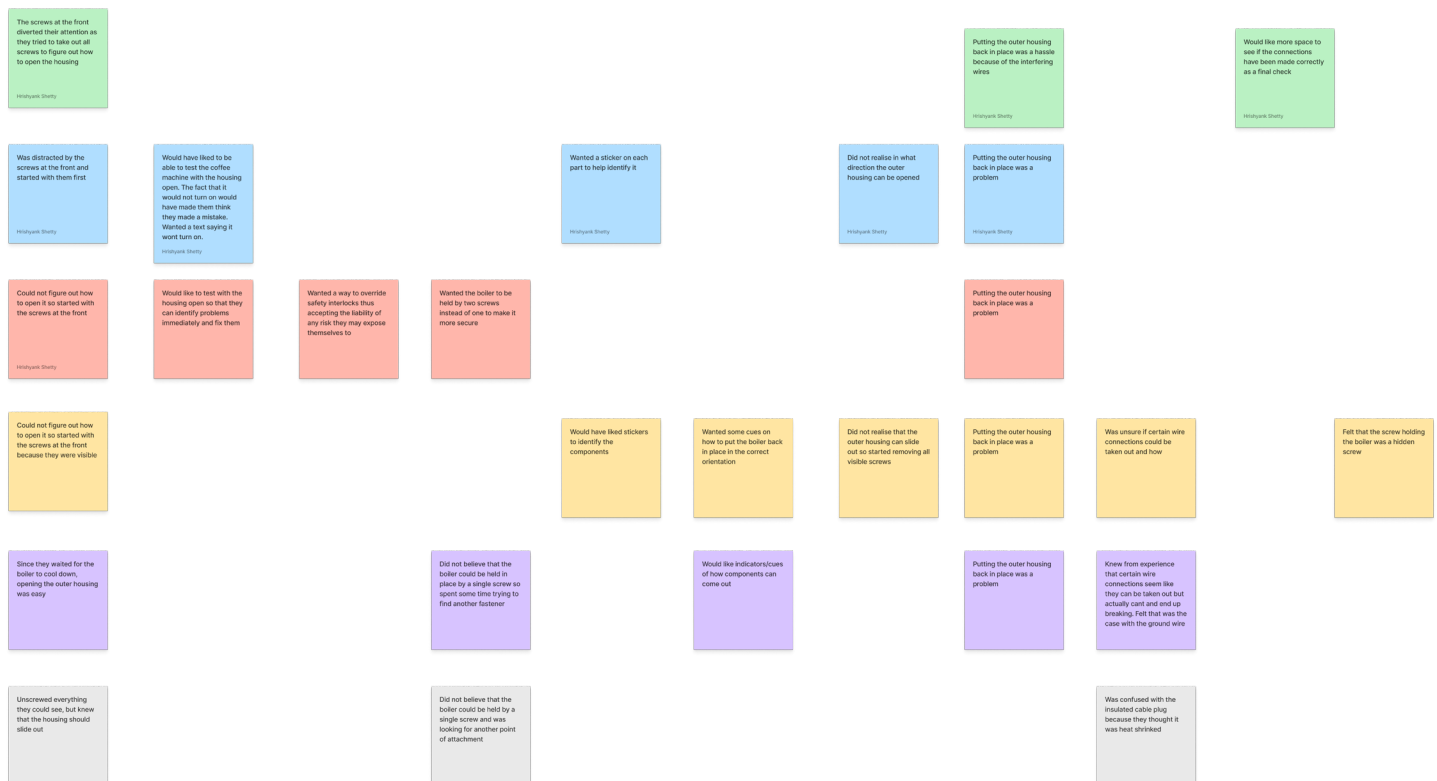 The screws at the front
diverted their attention as
they tried to take out all
screws to figure out how
to open the housing
Hrishyank Shetty
Putting the outer housing
back in place was a hassle
because of the interfering
wires
Hrishyank Shetty
Would like more space to
see if the connections
have been made correctly
as a final check
Hrishyank Shetty
Was distracted by the
screws at the front and
started with them first
Hrishyank Shetty
Would have liked to be
able to test the coffee
machine with the housing
open. The fact that it
would not turn on would
have made them think
they made a mistake.
Wanted a text saying it
wont turn on.
Hrishyank Shetty
Wanted a sticker on each
part to help identify it
Hrishyank Shetty
Did not realise in what
direction the outer
housing can be opened
Hrishyank Shetty
Putting the outer housing
back in place was a
problem
Hrishyank Shetty
Could not figure out how
to open it so started with
the screws at the front
Hrishyank Shetty
Would like to test with the
housing open so that they
can identify problems
immediately and fix them
Wanted a way to override
safety interlocks thus
accepting the liability of
any risk they may expose
themselves to
Wanted the boiler to be
held by two screws
instead of one to make it
more secure
Putting the outer housing
back in place was a
problem
Could not figure out how
to open it so started with
the screws at the front
because they were visible
Would have liked stickers
to identify the
components
Wanted some cues on
how to put the boiler back
in place in the correct
orientation
Did not realise that the
outer housing can slide
out so started removing all
visible screws
Putting the outer housing
back in place was a
problem
Was unsure if certain wire
connections could be
taken out and how
Felt that the screw holding
the boiler was a hidden
screw
Since they waited for the
boiler to cool down,
opening the outer housing
was easy
Did not believe that the
boiler could be held in
place by a single screw so
spent some time trying to
find another fastener
Would like indicators/cues
of how components can
come out
Putting the outer housing
back in place was a
problem
Knew from experience
that certain wire
connections seem like
they can be taken out but
actually cant and end up
breaking. Felt that was the
case with the ground wire
Unscrewed everything
they could see, but knew
that the housing should
slide out
Did not believe that the
boiler could be held by a
single screw and was
looking for another point
of attachment
Was confused with the
insulated cable plug
because they thought it
was heat shrinked